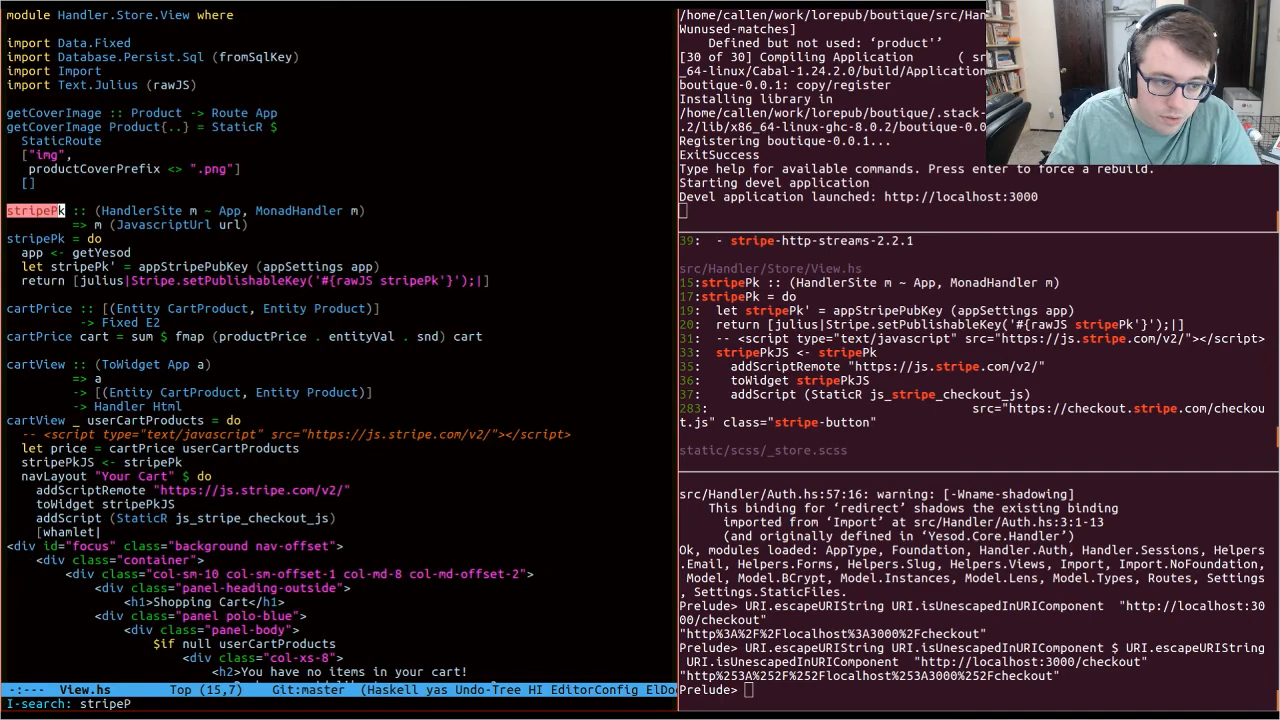 module Handler.Store.View where
import Data.Fixed
import Database.Persist.Sql (fromSqlKey)
import Import
import Text.Julius (rawJS)
getCoverImage :: Product -> Route App
getCoverImage Product{..} = StaticR $
  StaticRoute
  ["img",
   productCoverPrefix <> ".png"]
  []
stripePk :: (HandlerSite m ~ App, MonadHandler m)
         => m (JavascriptUrl url)
stripePk = do
  app <- getYesod
  let stripePk' = appStripePubKey (appSettings app)
  return [julius|Stripe.setPublishableKey('#{rawJS stripePk'}');|]
cartPrice :: [(Entity CartProduct, Entity Product)]
          -> Fixed E2
cartPrice cart = sum $ fmap (productPrice . entityVal . snd) cart
cartView :: (ToWidget App a)
         => a
         -> [(Entity CartProduct, Entity Product)]
         -> Handler Html
cartView _ userCartProducts = do
  -- <script type="text/javascript" src="https://js.stripe.com/v2/"></script>
  let price = cartPrice userCartProducts
  stripePkJS <- stripePk
  navLayout "Your Cart" $ do
    addScriptRemote "https://js.stripe.com/v2/"
    toWidget stripePkJS
    addScript (StaticR js_stripe_checkout_js)
    [whamlet|
<div id="focus" class="background nav-offset">
    <div class="container">
        <div class="col-sm-10 col-sm-offset-1 col-md-8 col-md-offset-2">
            <div class="panel-heading-outside">
                <h1>Shopping Cart</h1>
            <div class="panel polo-blue">
                <div class="panel-body">
                    $if null userCartProducts
                        <div class="col-xs-8">
                            <h2>You have no items in your cart!
-:---  View.hs        Top (15,7)     Git:master  (Haskell yas Undo-Tree HI EditorConfig ElDo
I-search: stripeP
/home/callen/work/lorepub/boutique/src/Han
Wunused-matches]
    Defined but not used: ‘product'’
[30 of 30] Compiling Application      ( sr
_64-linux/Cabal-1.24.2.0/build/Application
boutique-0.0.1: copy/register
Installing library in
/home/callen/work/lorepub/boutique/.stack-
.2/lib/x86_64-linux-ghc-8.0.2/boutique-0.0
Registering boutique-0.0.1...
ExitSuccess
Type help for available commands. Press enter to force a rebuild.
Starting devel application
Devel application launched: http://localhost:3000
39:  - stripe-http-streams-2.2.1
src/Handler/Store/View.hs
15:stripePk :: (HandlerSite m ~ App, MonadHandler m)
17:stripePk = do
19:  let stripePk' = appStripePubKey (appSettings app)
20:  return [julius|Stripe.setPublishableKey('#{rawJS stripePk'}');|]
31:  -- <script type="text/javascript" src="https://js.stripe.com/v2/"></script>
33:  stripePkJS <- stripePk
35:    addScriptRemote "https://js.stripe.com/v2/"
36:    toWidget stripePkJS
37:    addScript (StaticR js_stripe_checkout_js)
283:                                    src="https://checkout.stripe.com/checkou
t.js" class="stripe-button"
static/scss/_store.scss
src/Handler/Auth.hs:57:16: warning: [-Wname-shadowing]
    This binding for ‘redirect’ shadows the existing binding
      imported from ‘Import’ at src/Handler/Auth.hs:3:1-13
      (and originally defined in ‘Yesod.Core.Handler’)
Ok, modules loaded: AppType, Foundation, Handler.Auth, Handler.Sessions, Helpers
.Email, Helpers.Forms, Helpers.Slug, Helpers.Views, Import, Import.NoFoundation,
 Model, Model.BCrypt, Model.Instances, Model.Lens, Model.Types, Routes, Settings
, Settings.StaticFiles.
Prelude> URI.escapeURIString URI.isUnescapedInURIComponent  "http://localhost:30
00/checkout"
"http%3A%2F%2Flocalhost%3A3000%2Fcheckout"
Prelude> URI.escapeURIString URI.isUnescapedInURIComponent $ URI.escapeURIString
 URI.isUnescapedInURIComponent  "http://localhost:3000/checkout"
"http%253A%252F%252Flocalhost%253A3000%252Fcheckout"
Prelude>